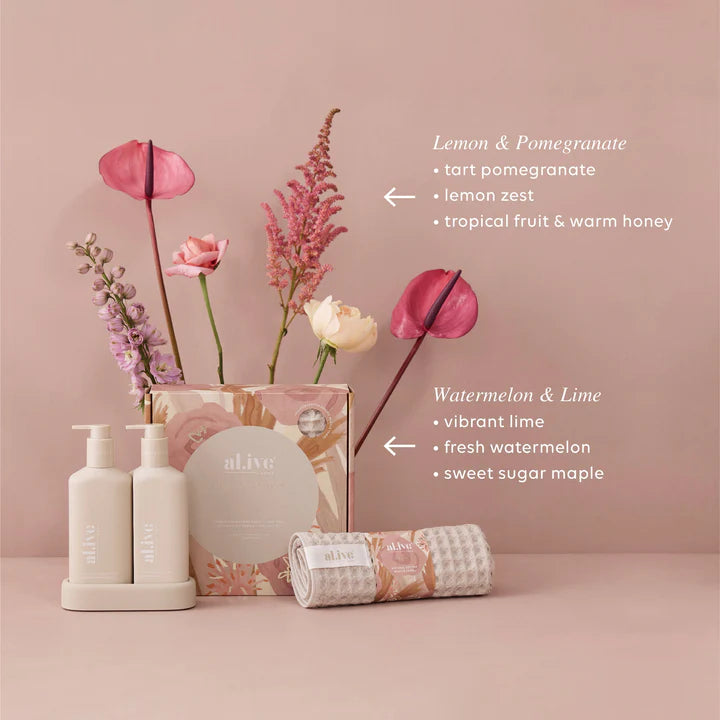 Lemon & Pomegranate
• tart pomegranate
• lemon zest
• tropical fruit & warm honey
Watermelon & Lime
• vibrant lime
• fresh watermelon
• sweet sugar maple
al.ive
al.ive
al.ive
al.ive
al.ive